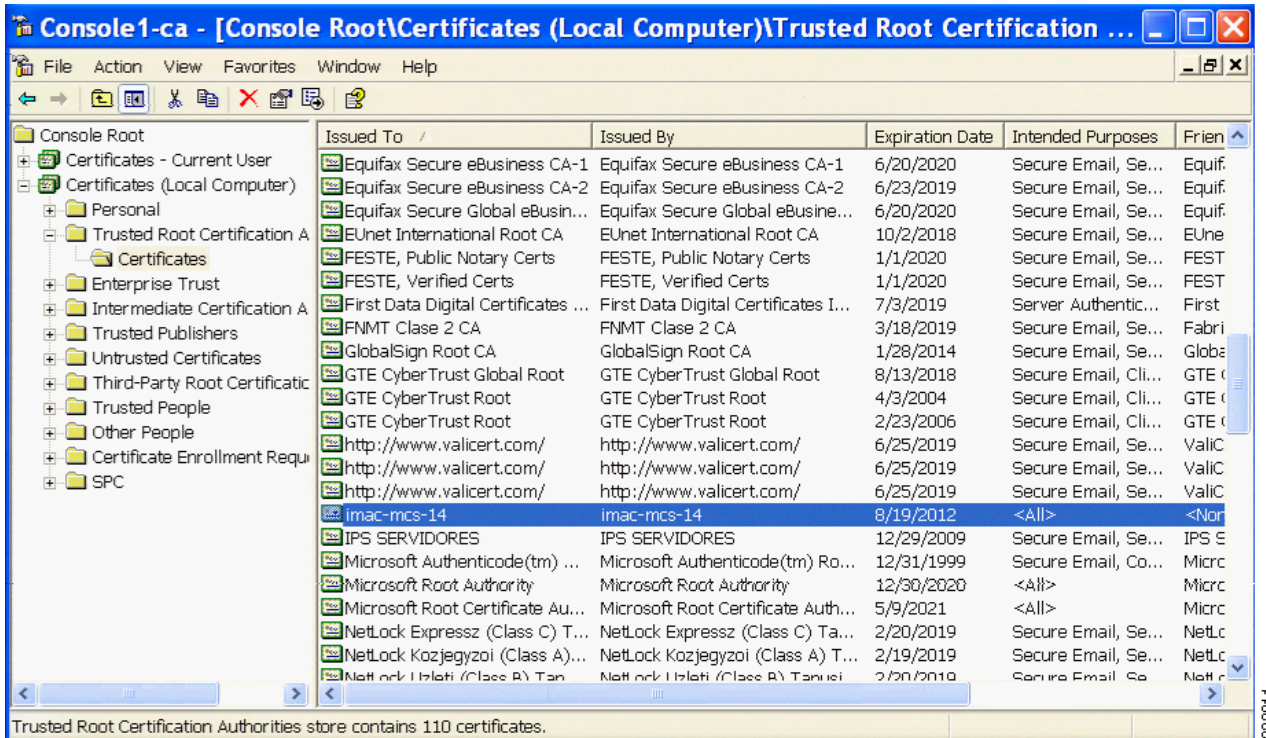 Console1-ca - [Console Root\Certificates (Local Computer)\Trusted Root Certification ...
File Action View Favorites Window Help
Console Root
Certificates - Current User
Certificates (Local Computer)
Personal
Trusted Root Certification A
Certificates
Enterprise Trust
Intermediate Certification A
Trusted Publishers
Untrusted Certificates
Third-Party Root Certificatic
Trusted People
Other People
Certificate Enrollment Requ
SPC
Issued To Issued By Expiration Date Intended Purposes Frien
Equifax Secure eBusiness CA-1 Equifax Secure eBusiness CA-1 6/20/2020 Secure Email, Se... Equif
Equifax Secure eBusiness CA-2 Equifax Secure eBusiness CA-2 6/23/2019 Secure Email, Se... Equif
Equifax Secure Global eBusin... Equifax Secure Global eBusine... 6/20/2020 Secure Email, Se... Equif
EUnet International Root CA EUnet International Root CA 10/2/2018 Secure Email, Se... EUne
FESTE, Public Notary Certs FESTE, Public Notary Certs 1/1/2020 Secure Email, Se... FEST
FESTE, Verified Certs FESTE, Verified Certs 1/1/2020 Secure Email, Se... FEST
First Data Digital Certificates ... First Data Digital Certificates I... 7/3/2019 Server Authentic... First
FNMT Clase 2 CA FNMT Clase 2 CA 3/18/2019 Secure Email, Se... Fabri
GlobalSign Root CA GlobalSign Root CA 1/28/2014 Secure Email, Se... Globa
GTE CyberTrust Global Root GTE CyberTrust Global Root 8/13/2018 Secure Email, Cli... GTE
GTE CyberTrust Root GTE CyberTrust Root 4/3/2004 Secure Email, Cli... GTE
GTE CyberTrust Root GTE CyberTrust Root 2/23/2006 Secure Email, Cli... GTE
http://www.valicert.com/ http://www.valicert.com/ 6/25/2019 Secure Email, Se... ValiC
http://www.valicert.com/ http://www.valicert.com/ 6/25/2019 Secure Email, Se... ValiC
http://www.valicert.com/ http://www.valicert.com/ 6/25/2019 Secure Email, Se... ValiC
imac-mcs-14 imac-mcs-14 8/19/2012 <All> <Nor
IPS SERVIDORES IPS SERVIDORES 12/29/2009 Secure Email, Se... IPS S
Microsoft Authenticode(tm) ... Microsoft Authenticode(tm) Ro... 12/31/1999 Secure Email, Co... Micrc
Microsoft Root Authority Microsoft Root Authority 12/30/2020 <All> Micrc
Microsoft Root Certificate Au... Microsoft Root Certificate Auth... 5/9/2021 <All> Micrc
NetLock Expressz (Class C) T... NetLock Expressz (Class C) Ta... 2/20/2019 Secure Email, Se... NetLc
NetLock Kozjegyzoi (Class A)... NetLock Kozjegyzoi (Class A) T... 2/19/2019 Secure Email, Se... NetLc
NetLock Uzleti (Class B) Tan NetLock Uzleti (Class B) Tanusi 2/20/2019 Secure Email, Se
Trusted Root Certification Authorities store contains 110 certificates.